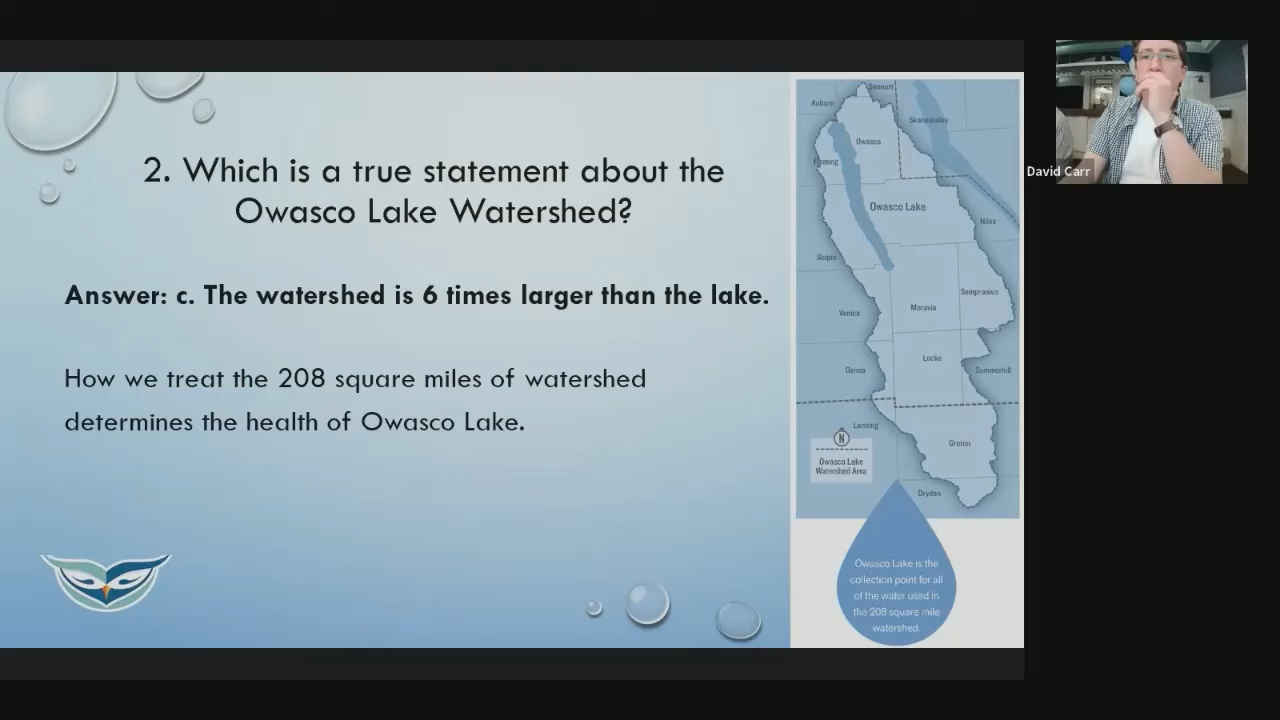 2. Which is a true statement about the
Owasco Lake Watershed?
Answer: c. The watershed is 6 times larger than the lake.
How we treat the 208 square miles of watershed
determines the health of Owasco Lake.
Sennett
Auburn
Skaneateles
Owasco
Fleming
Owasco Lake
Niles
Scipio
Sempronius
Moravia
Venice
Locke
Genoa
Summerhill
Lansing
Groton
N
Owasco Lake
Watershed Area
Dryden
Owasco Lake is the
collection point for all
of the water used in
the 208 square mile
watershed.
David Carr